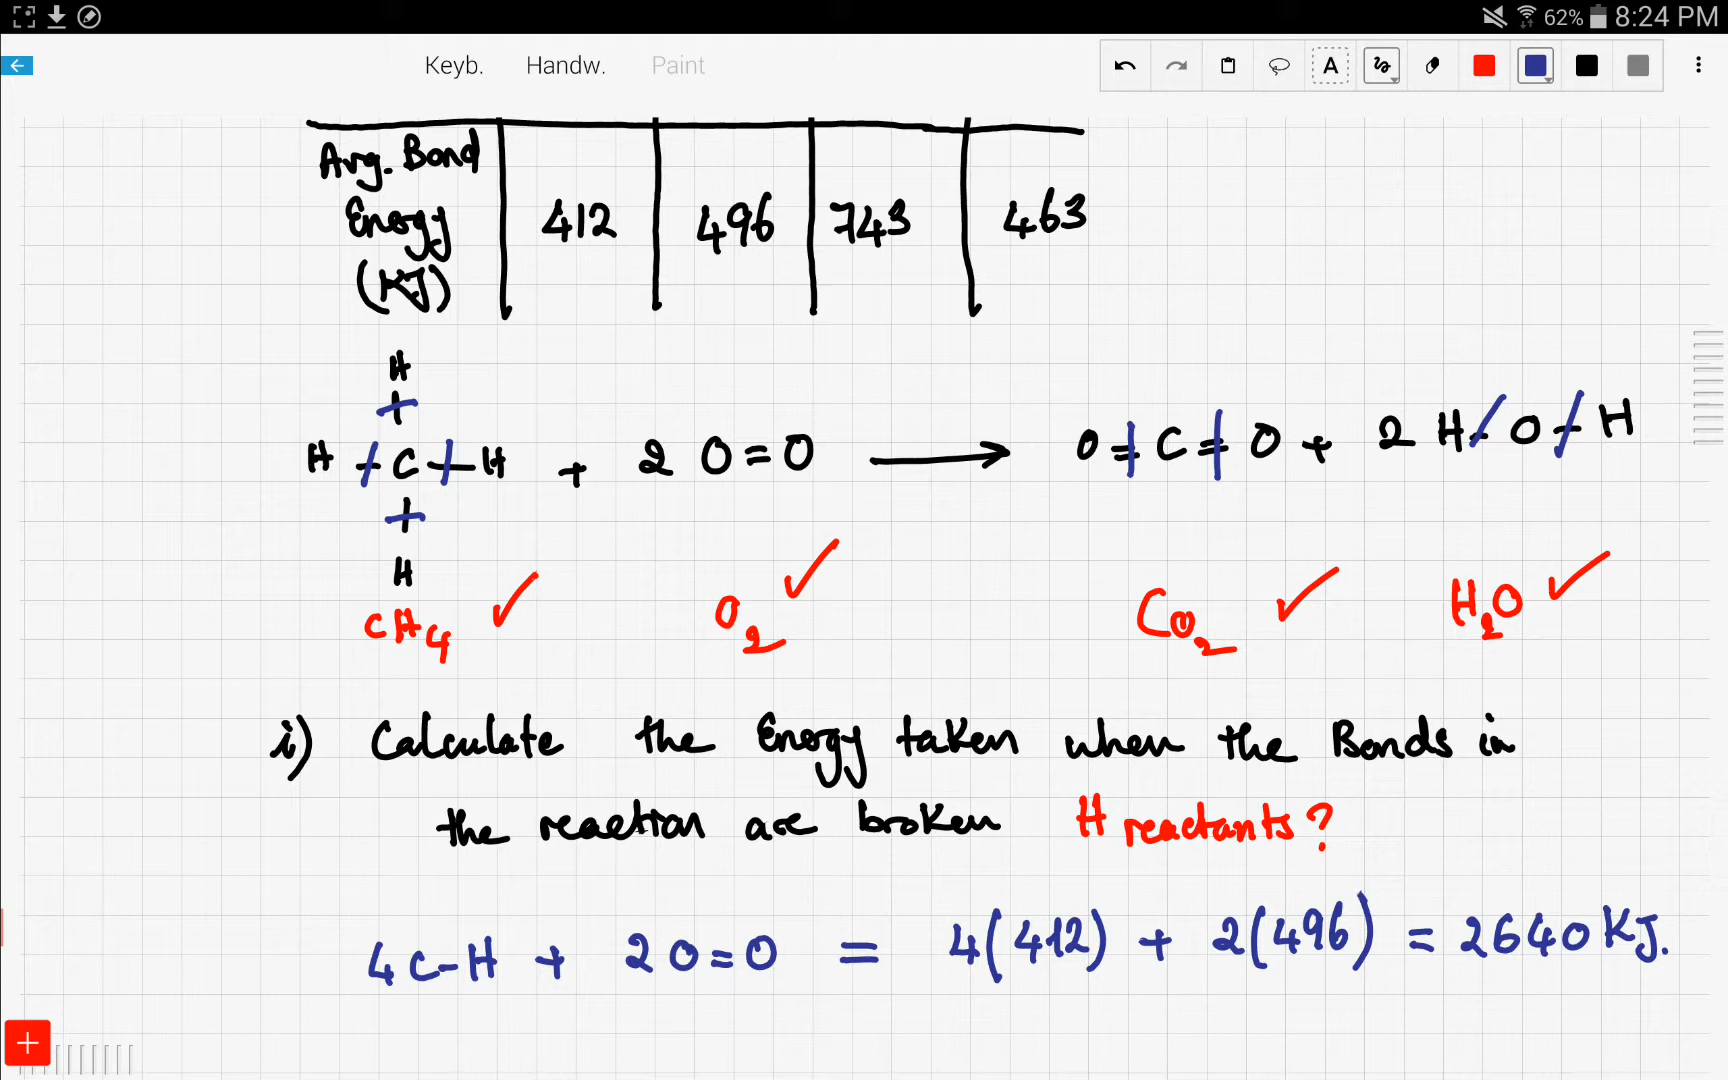 62% 8:24 PM
Keyb. Handw. Paint A
Avg. Bond
Energy
(KJ)
412 496 743 463
H
H - C - H + 2 O = O → O = C = O + 2 H - O - H
H
CH4 ✓ O2 ✓ CO2 ✓ H2O ✓
i) Calculate the Energy taken when the Bonds in
the reaction are broken H reactants?
4 C-H + 2 O=O = 4(412) + 2(496) = 2640 KJ.